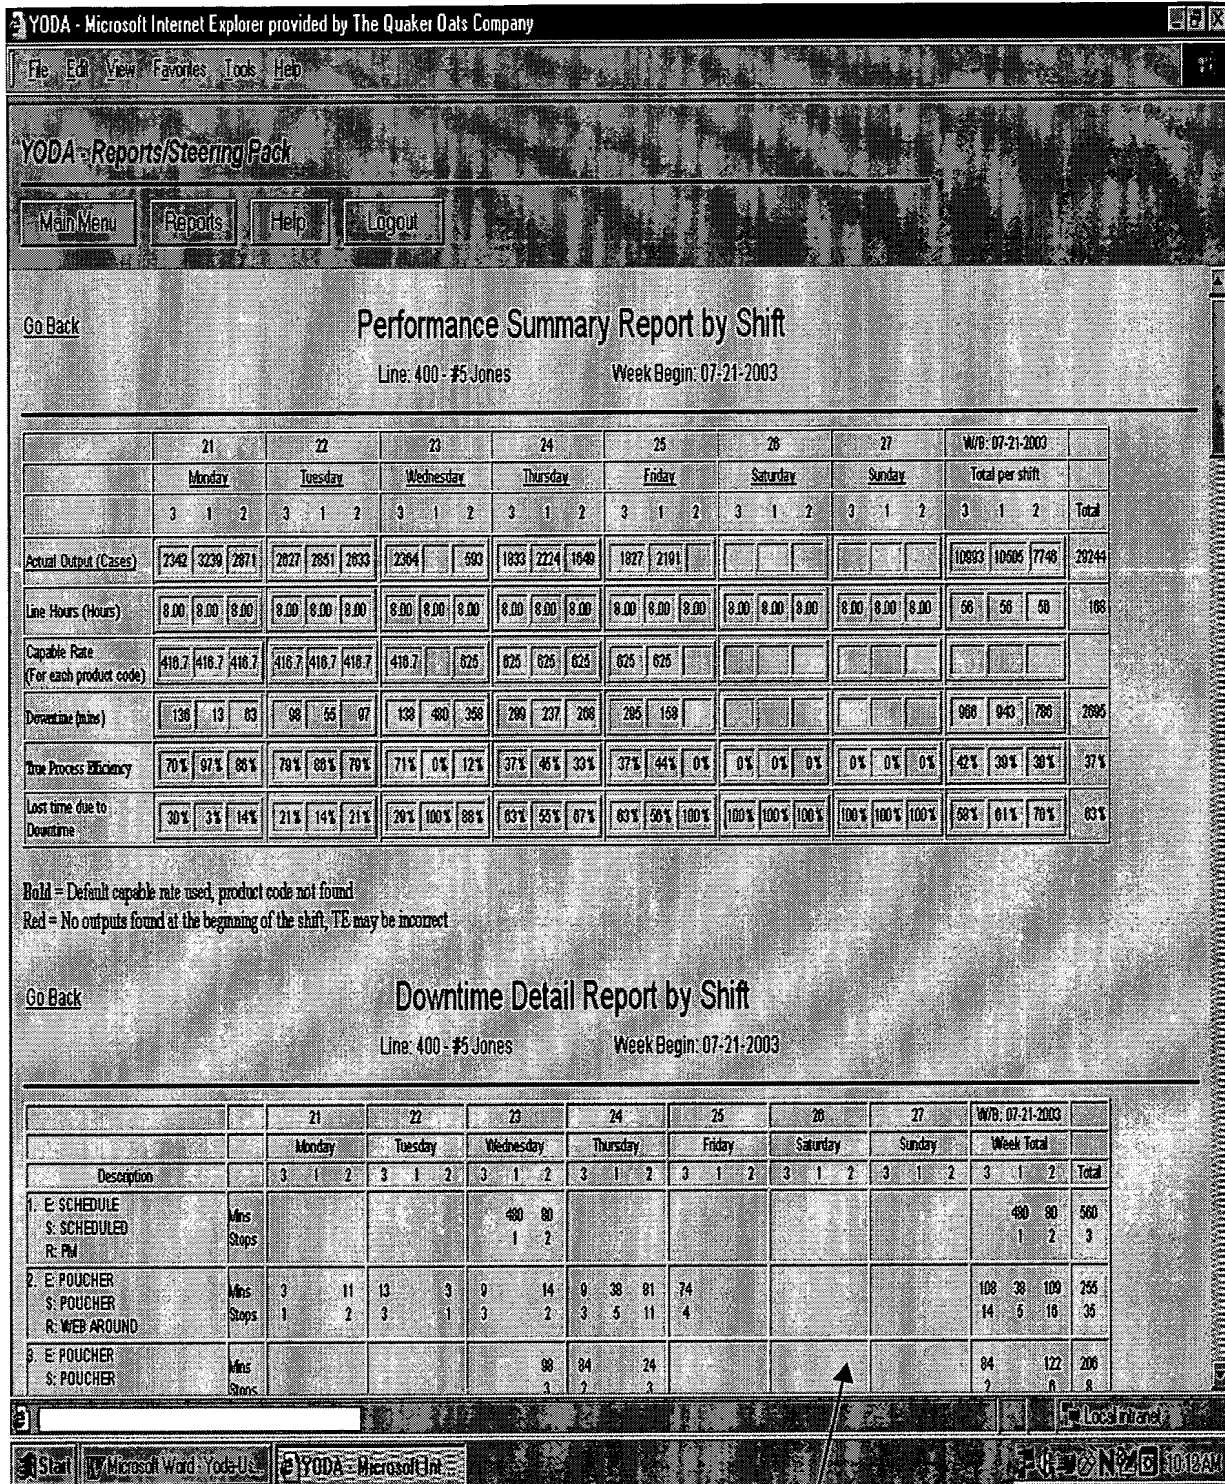 YODA - Microsoft Internet Explorer provided by The Quaker Oats Company
File Edit View Favorites Tools Help
YODA - Reports/Steering Pack
Main Menu Reports Help Logout
Go Back
Performance Summary Report by Shift
Line: 400 - #5 Jones Week Begin: 07-21-2003
21 22 23 24 25 26 27 W/B: 07-21-2003
Monday Tuesday Wednesday Thursday Friday Saturday Sunday Total per shift
3 1 2 3 1 2 3 1 2 3 1 2 3 1 2 3 1 2 3 1 2 3 1 2 Total
Actual Output (Cases) 2342 3239 2871 2627 2851 2633 2364 593 1833 2224 1649 1827 2191 10993 10505 7746 29244
Line Hours (Hours) 8.00 8.00 8.00 8.00 8.00 8.00 8.00 8.00 8.00 8.00 8.00 8.00 8.00 8.00 8.00 8.00 8.00 8.00 8.00 8.00 8.00 56 56 56 168
Capable Rate
(For each product code) 416.7 416.7 416.7 416.7 416.7 416.7 416.7 625 625 625 625 625 625
Downtime (mins) 136 13 63 98 55 97 138 480 358 299 237 268 295 158 966 943 786 2695
True Process Efficiency 70% 97% 86% 79% 86% 79% 71% 0% 12% 37% 45% 33% 37% 44% 0% 0% 0% 0% 0% 0% 0% 42% 39% 30% 37%
Lost time due to
Downtime 30% 3% 14% 21% 14% 21% 29% 100% 88% 63% 55% 67% 63% 56% 100% 100% 100% 100% 100% 100% 100% 58% 61% 70% 63%
Bold = Default capable rate used, product code not found
Red = No outputs found at the beginning of the shift, TE may be incorrect
Go Back
Downtime Detail Report by Shift
Line: 400 - #5 Jones Week Begin: 07-21-2003
21 22 23 24 25 26 27 W/B: 07-21-2003
Monday Tuesday Wednesday Thursday Friday Saturday Sunday Week Total
Description 3 1 2 3 1 2 3 1 2 3 1 2 3 1 2 3 1 2 3 1 2 3 1 2 Total
1. E: SCHEDULE
S: SCHEDULED
R: PM
Mins 480 80 480 80 560
Stops 1 2 1 2 3
2. E: POUCHER
S: POUCHER
R: WEB AROUND
Mins 3 11 13 3 9 14 9 38 81 74 108 38 109 255
Stops 1 2 3 1 3 2 3 5 11 4 14 5 16 35
3. E: POUCHER
S: POUCHER
Mins 98 84 24 84 122 206
Stops 3 2 3 2 6 8
Local intranet
Start Microsoft Word - Yoda-Us... YODA - Microsoft Int... 10:12AM